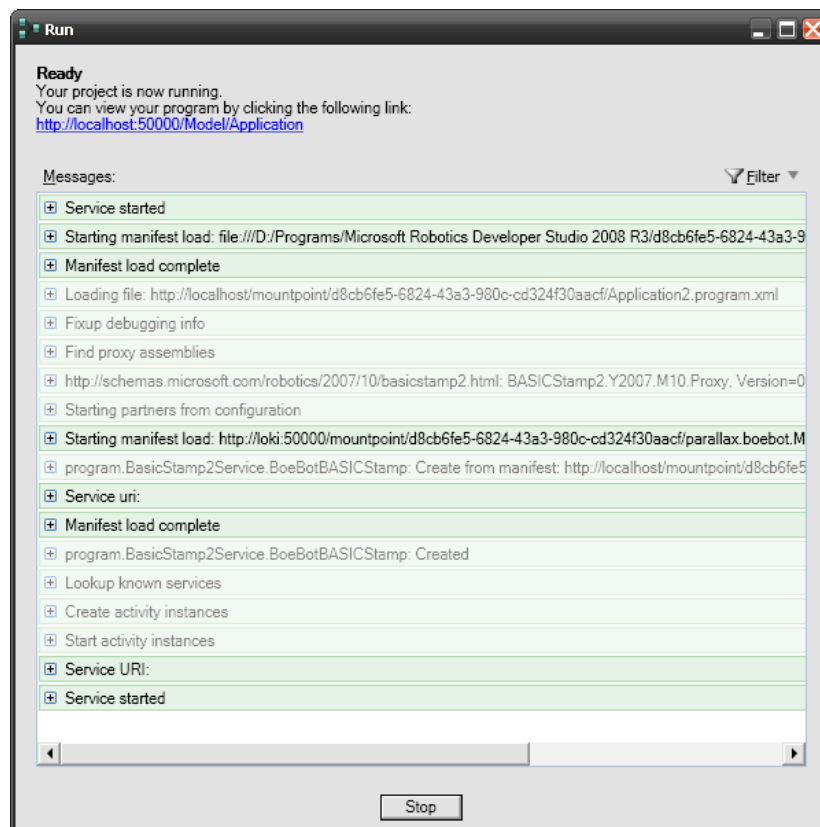 Run
Ready
Your project is now running.
You can view your program by clicking the following link:
http://localhost:50000/Model/Application
Messages:
Filter
Service started
Starting manifest load: file:///D:/Programs/Microsoft Robotics Developer Studio 2008 R3/d8cb6fe5-6824-43a3-9
Manifest load complete
Loading file: http://localhost/mountpoint/d8cb6fe5-6824-43a3-980c-cd324f30aacf/Application2.program.xml
Fixup debugging info
Find proxy assemblies
http://schemas.microsoft.com/robotics/2007/10/basicstamp2.html: BASICStamp2.Y2007.M10.Proxy, Version=0
Starting partners from configuration
Starting manifest load: http://loki:50000/mountpoint/d8cb6fe5-6824-43a3-980c-cd324f30aacf/parallax.boebot.M
program.BasicStamp2Service.BoeBotBASICStamp: Create from manifest: http://localhost/mountpoint/d8cb6fe5
Service uri:
Manifest load complete
program.BasicStamp2Service.BoeBotBASICStamp: Created
Lookup known services
Create activity instances
Start activity instances
Service URI:
Service started
Stop